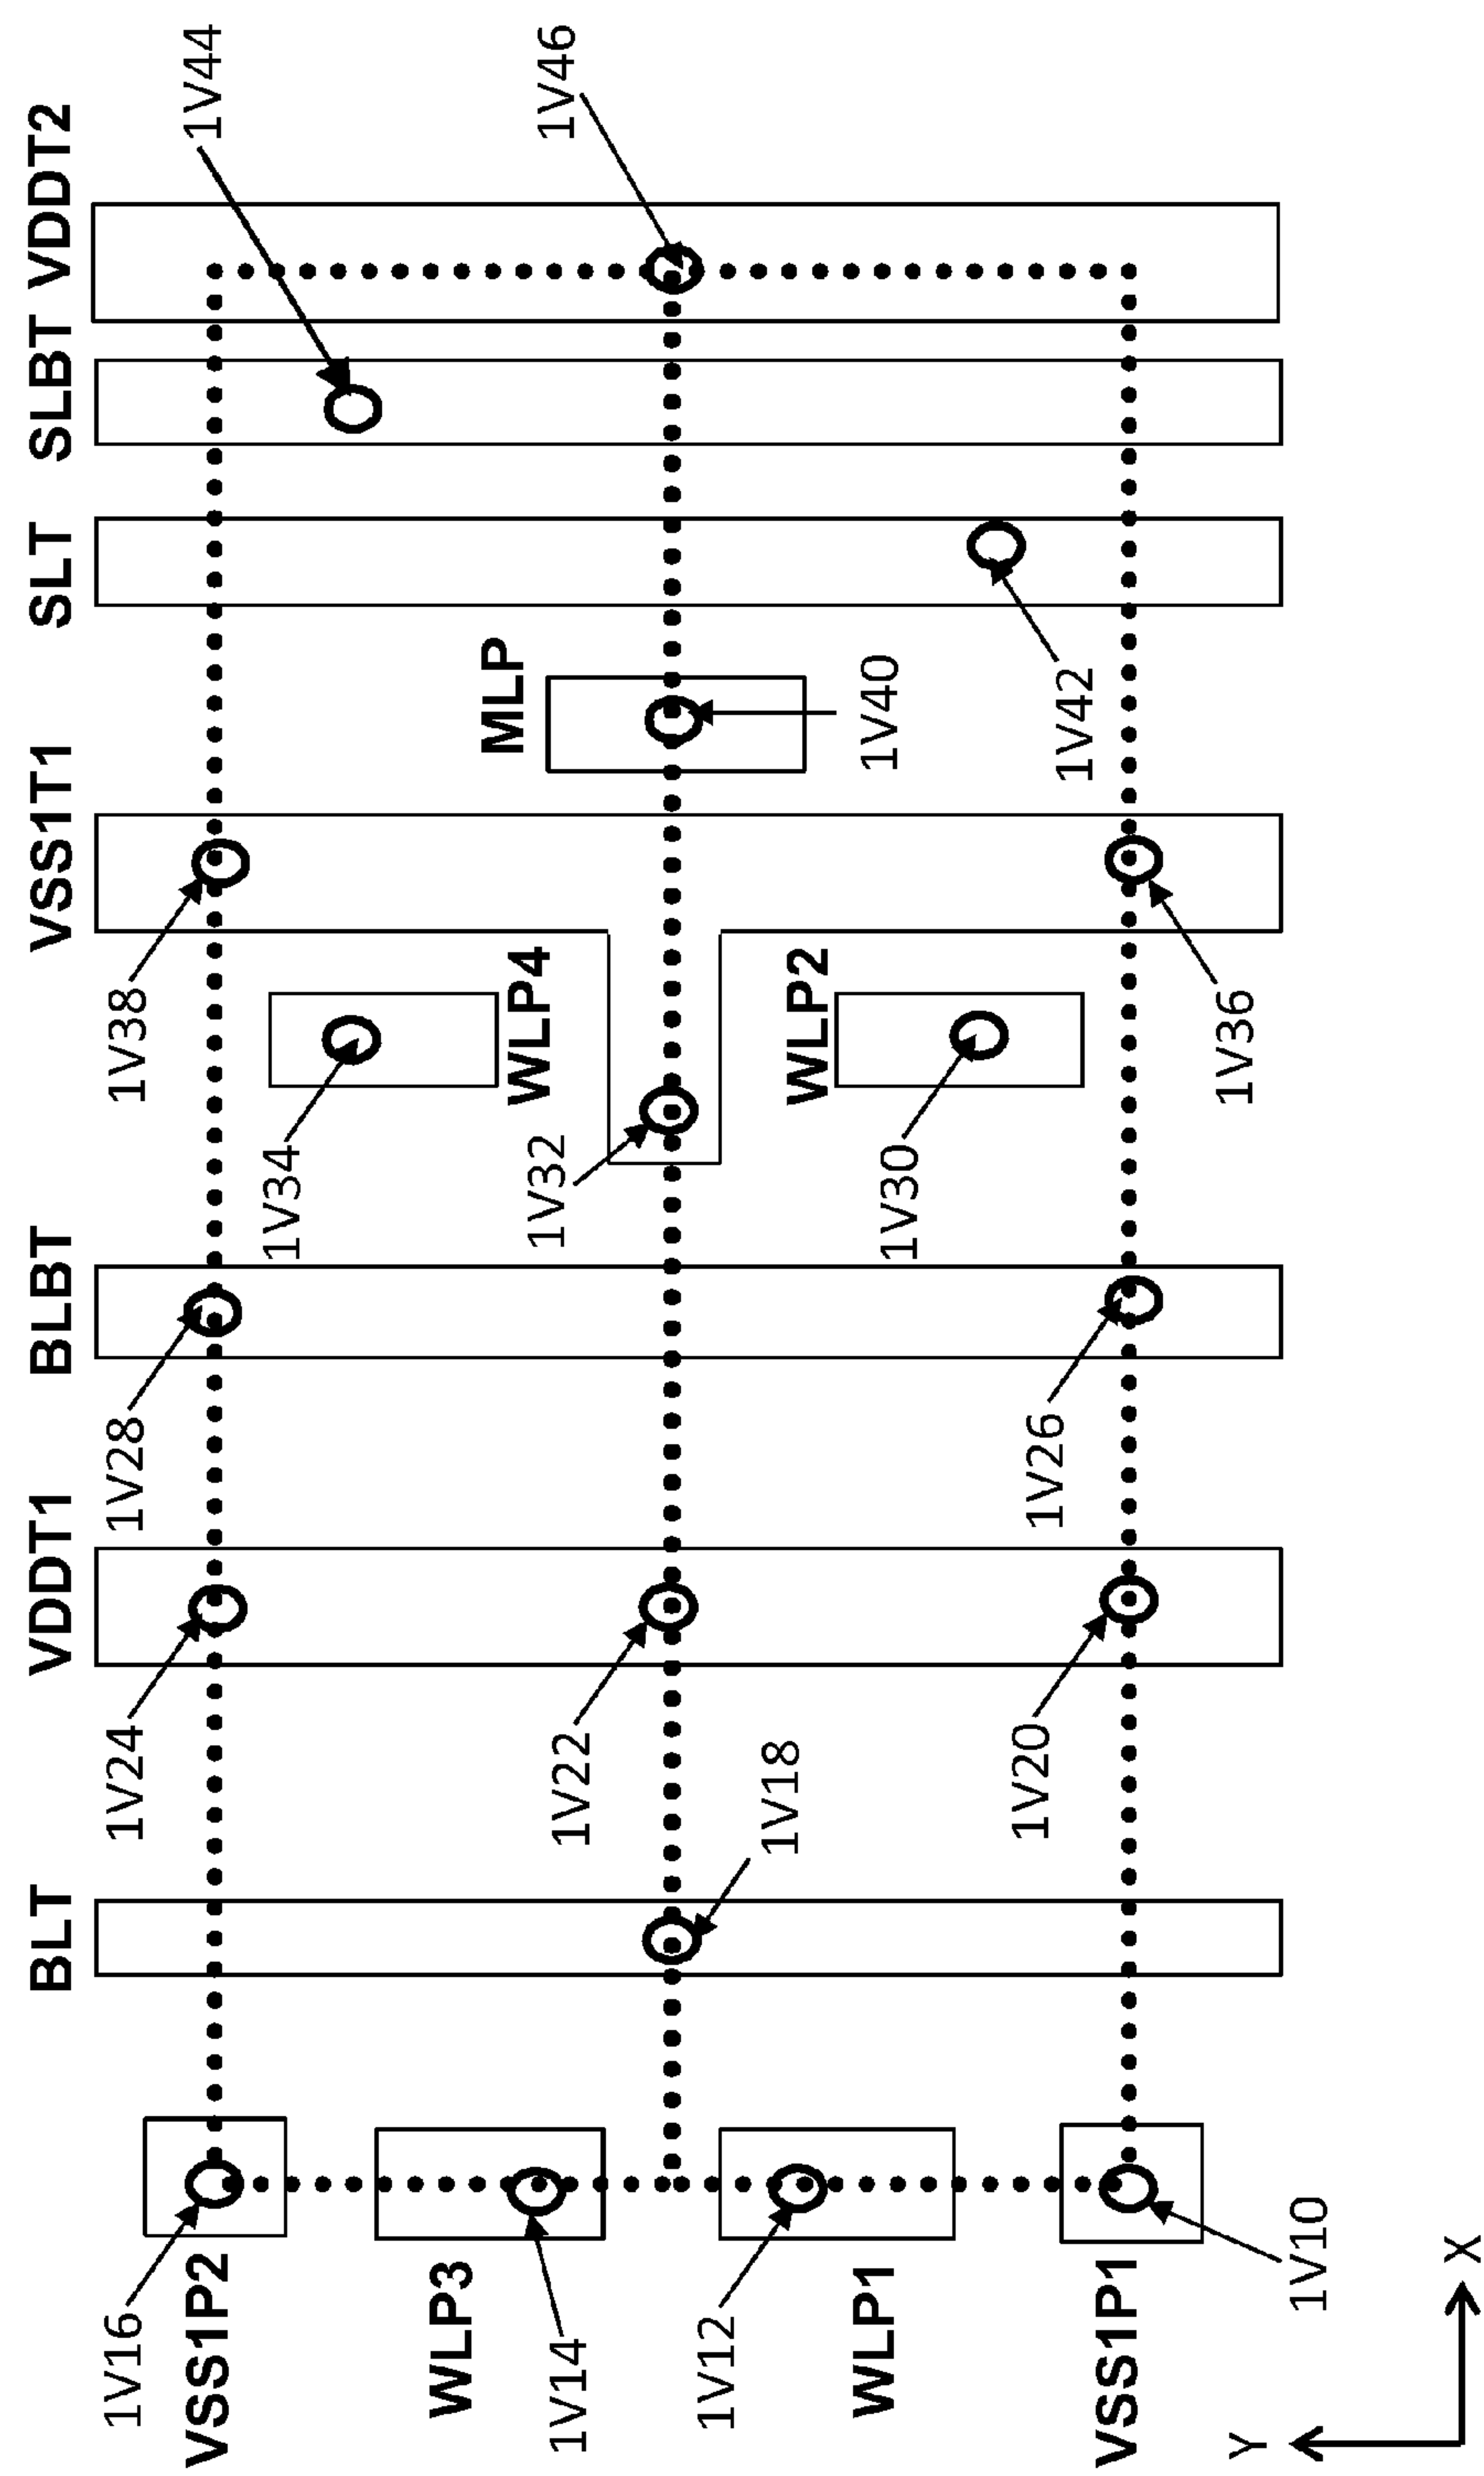 BLT
VDDT1
BLBT
VSS1T1
SLT
SLBT
VDDT2
1V16
VSS1P2
1V24
1V28
1V38
1V44
1V34
WLP3
1V14
1V22
1V32
WLP4
MLP
1V46
1V12
WLP1
1V18
1V30
WLP2
1V40
1V20
1V26
1V42
VSS1P1
1V10
1V36
Y
X